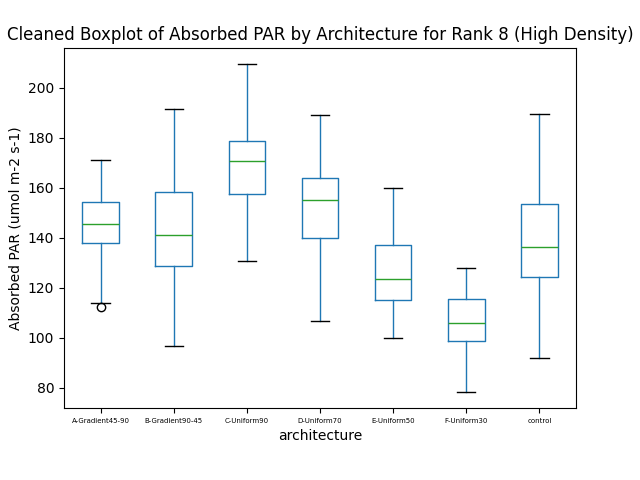 Cleaned Boxplot of Absorbed PAR by Architecture for Rank 8 (High Density)
Absorbed PAR (umol m-2 s-1)
200
180
160
140
120
100
80
A-Gradient45-90 B-Gradient90-45 C-Uniform90 D-Uniform70 E-Uniform50 F-Uniform30 control
architecture